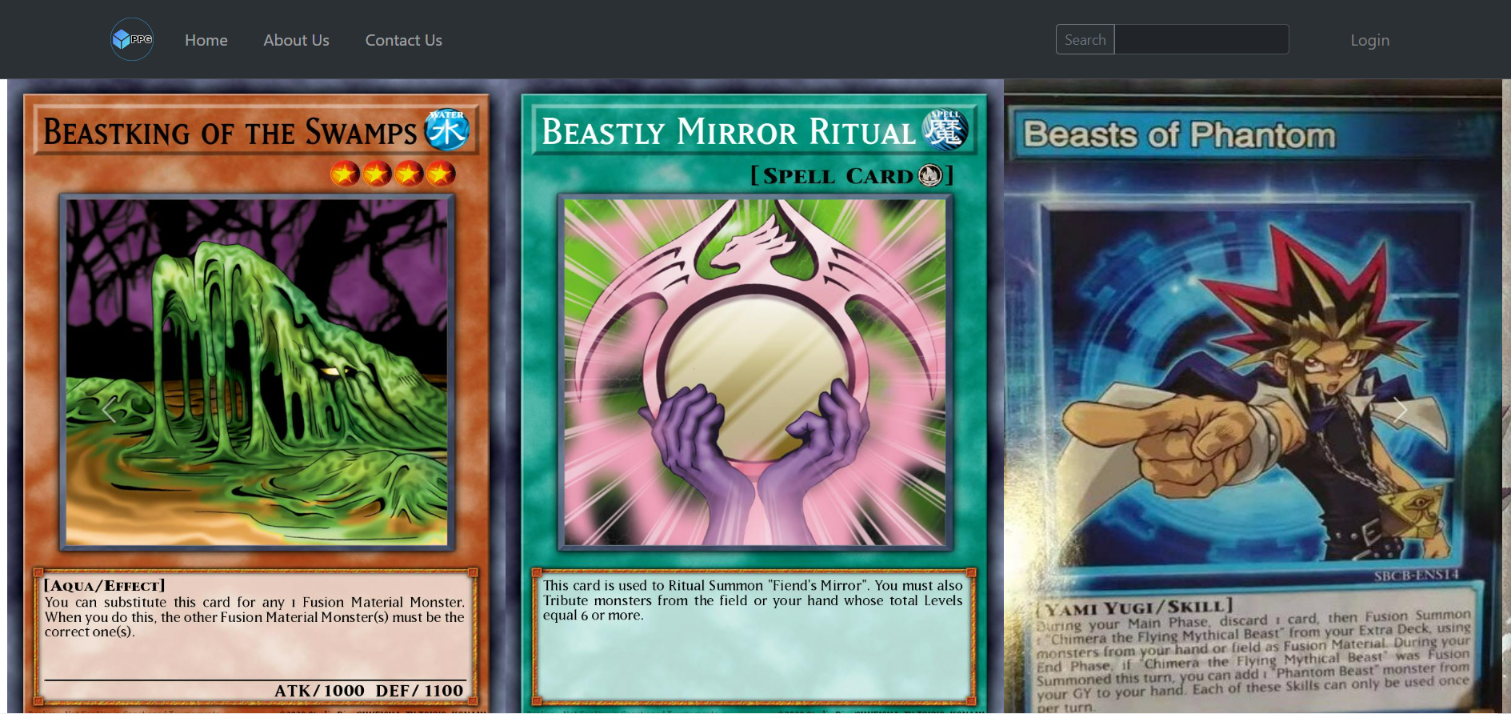 PPG
Home
About Us
Contact Us
Search
Login
BEASTKING OF THE SWAMPS
WATER
水
BEASTLY MIRROR RITUAL
SPELL
魔
[SPELL CARD]
Beasts of Phantom
[AQUA/EFFECT]
You can substitute this card for any 1 Fusion Material Monster.
When you do this, the other Fusion Material Monster(s) must be the
correct one(s).
ATK/1000 DEF/1100
This card is used to Ritual Summon "Fiend's Mirror". You must also
Tribute monsters from the field or your hand whose total Levels
equal 6 or more.
SBCB-ENS14
[YAMI YUGI/SKILL]
During your Main Phase, discard 1 card, then Fusion Summon
1 "Chimera the Flying Mythical Beast" from your Extra Deck, using
monsters from your hand or field as Fusion Material. During your
End Phase, if "Chimera the Flying Mythical Beast" was Fusion
Summoned this turn, you can add 1 "Phantom Beast" monster from
your GY to your hand. Each of these Skills can only be used once
per turn.